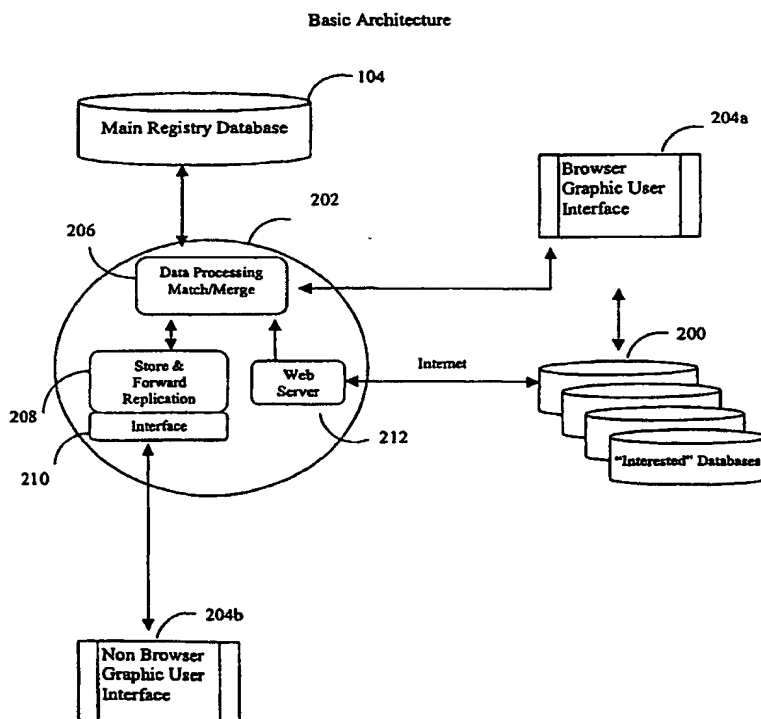 Basic Architecture
104
Main Registry Database
204a
Browser
Graphic User
Interface
202
206
Data Processing
Match/Merge
200
Store &
Forward
Replication
Web
Server
Internet
208
Interface
212
210
"Interested" Databases
204b
Non Browser
Graphic User
Interface